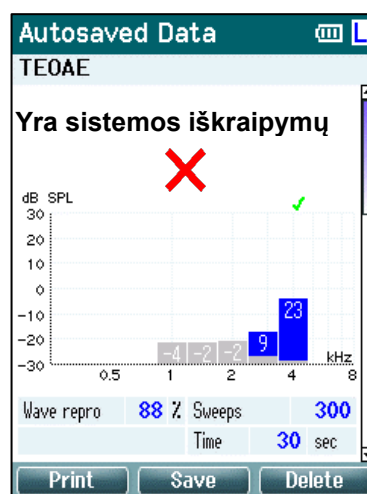 Autosaved Data L
TEOAE
Yra sistemos iškraipymų
dB SPL
30
20
10
0
-10
-20
-30
-4 -2 -2 9 23
kHz
0.5 1 2 4 8
Wave repro 88 % Sweeps 300
Time 30 sec
Print Save Delete